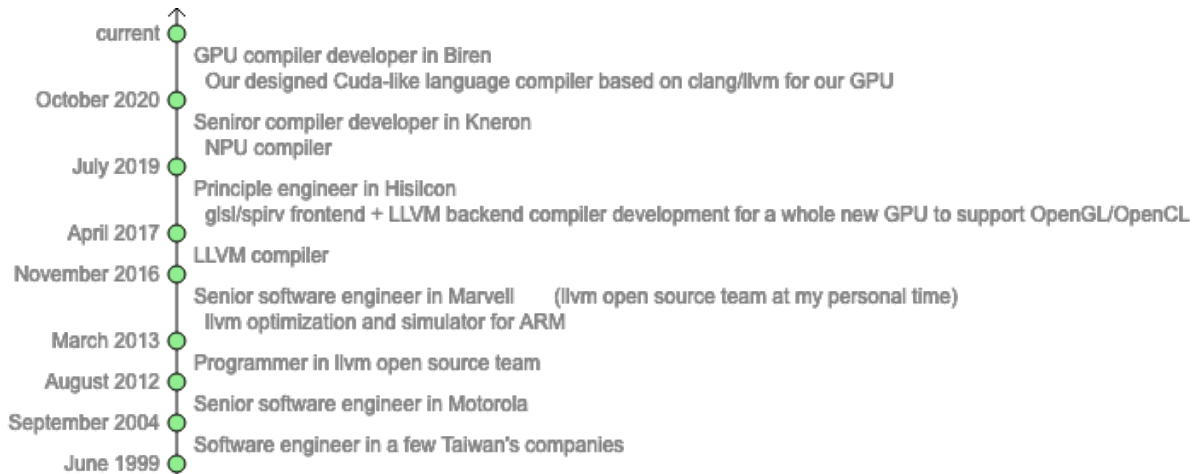 current
GPU compiler developer in Biren
Our designed Cuda-like language compiler based on clang/llvm for our GPU
October 2020
Seniror compiler developer in Kneron
NPU compiler
July 2019
Principle engineer in Hisilcon
glsl/spirv frontend + LLVM backend compiler development for a whole new GPU to support OpenGL/OpenCL
April 2017
LLVM compiler
November 2016
Senior software engineer in Marvell (llvm open source team at my personal time)
llvm optimization and simulator for ARM
March 2013
Programmer in llvm open source team
August 2012
Senior software engineer in Motorola
September 2004
Software engineer in a few Taiwan's companies
June 1999